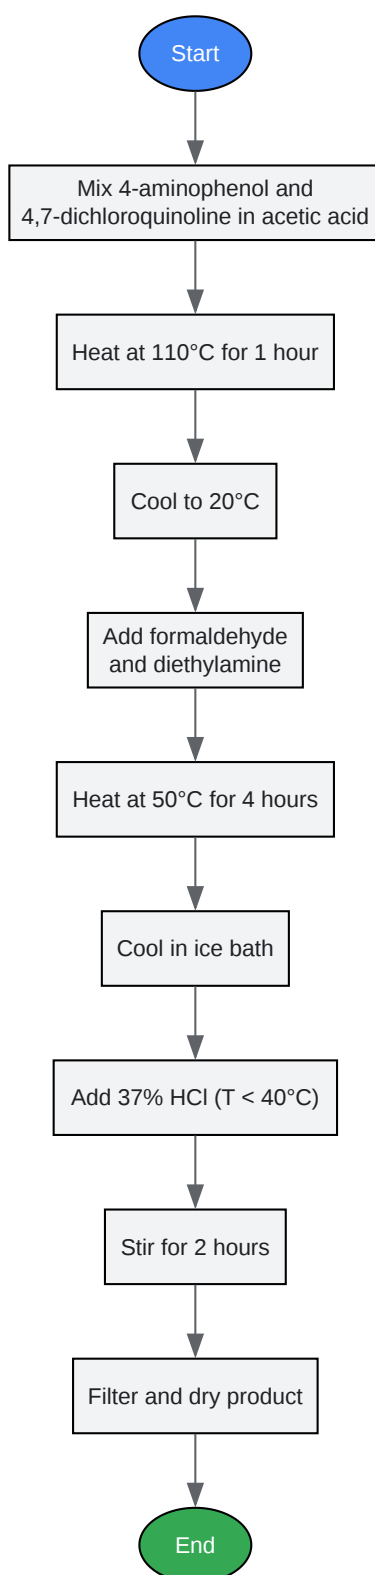 Start
Mix 4-aminophenol and
4,7-dichloroquinoline in acetic acid
Heat at 110°C for 1 hour
Cool to 20°C
Add formaldehyde
and diethylamine
Heat at 50°C for 4 hours
Cool in ice bath
Add 37% HCl (T < 40°C)
Stir for 2 hours
Filter and dry product
End